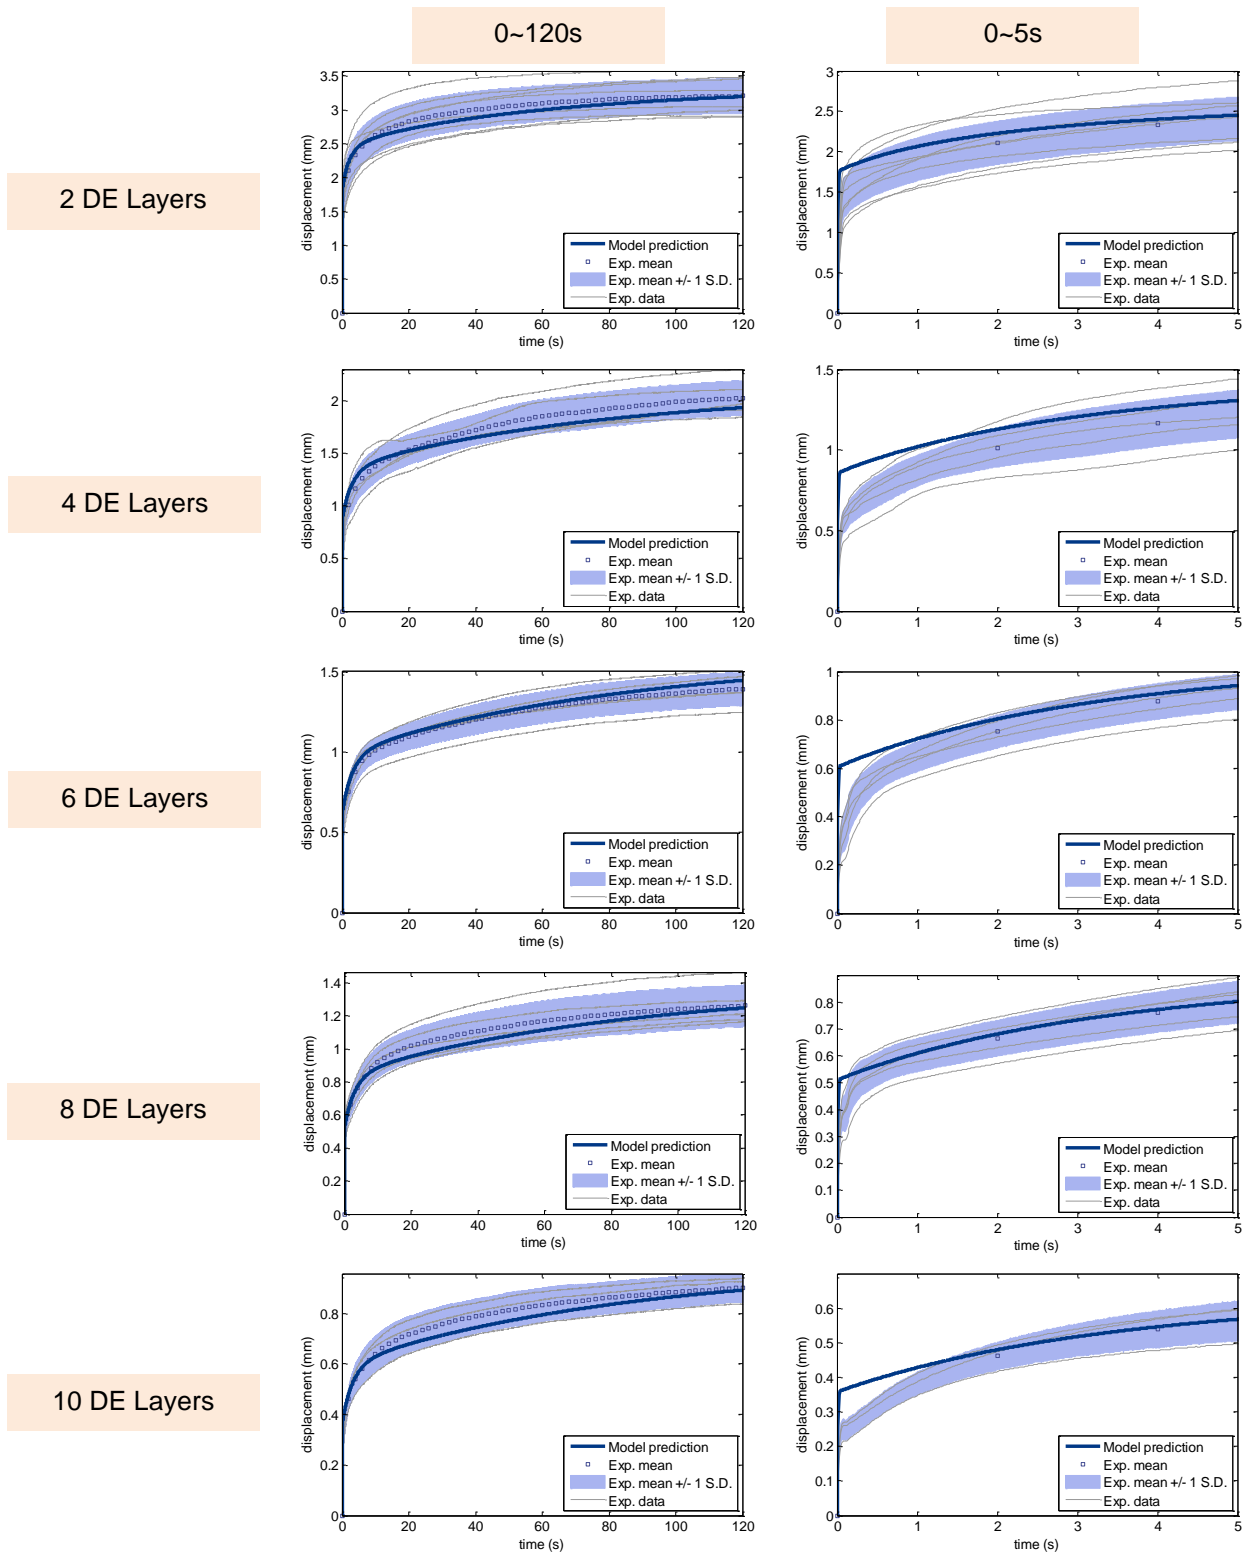 0~120s
0~5s
2 DE Layers
displacement (mm)
3.5
3
2.5
2
1.5
1
0.5
0
0 20 40 60 80 100 120
time (s)
Model prediction
Exp. mean
Exp. mean +/- 1 S.D.
Exp. data
displacement (mm)
3
2.5
2
1.5
1
0.5
0
0 1 2 3 4 5
time (s)
Model prediction
Exp. mean
Exp. mean +/- 1 S.D.
Exp. data
4 DE Layers
displacement (mm)
2
1.5
1
0.5
0
0 20 40 60 80 100 120
time (s)
Model prediction
Exp. mean
Exp. mean +/- 1 S.D.
Exp. data
displacement (mm)
1.5
1
0.5
0
0 1 2 3 4 5
time (s)
Model prediction
Exp. mean
Exp. mean +/- 1 S.D.
Exp. data
6 DE Layers
displacement (mm)
1.5
1
0.5
0
0 20 40 60 80 100 120
time (s)
Model prediction
Exp. mean
Exp. mean +/- 1 S.D.
Exp. data
displacement (mm)
1
0.8
0.6
0.4
0.2
0
0 1 2 3 4 5
time (s)
Model prediction
Exp. mean
Exp. mean +/- 1 S.D.
Exp. data
8 DE Layers
displacement (mm)
1.4
1.2
1
0.8
0.6
0.4
0.2
0
0 20 40 60 80 100 120
time (s)
Model prediction
Exp. mean
Exp. mean +/- 1 S.D.
Exp. data
displacement (mm)
0.8
0.7
0.6
0.5
0.4
0.3
0.2
0.1
0
0 1 2 3 4 5
time (s)
Model prediction
Exp. mean
Exp. mean +/- 1 S.D.
Exp. data
10 DE Layers
displacement (mm)
0.8
0.6
0.4
0.2
0
0 20 40 60 80 100 120
time (s)
Model prediction
Exp. mean
Exp. mean +/- 1 S.D.
Exp. data
displacement (mm)
0.6
0.5
0.4
0.3
0.2
0.1
0
0 1 2 3 4 5
time (s)
Model prediction
Exp. mean
Exp. mean +/- 1 S.D.
Exp. data